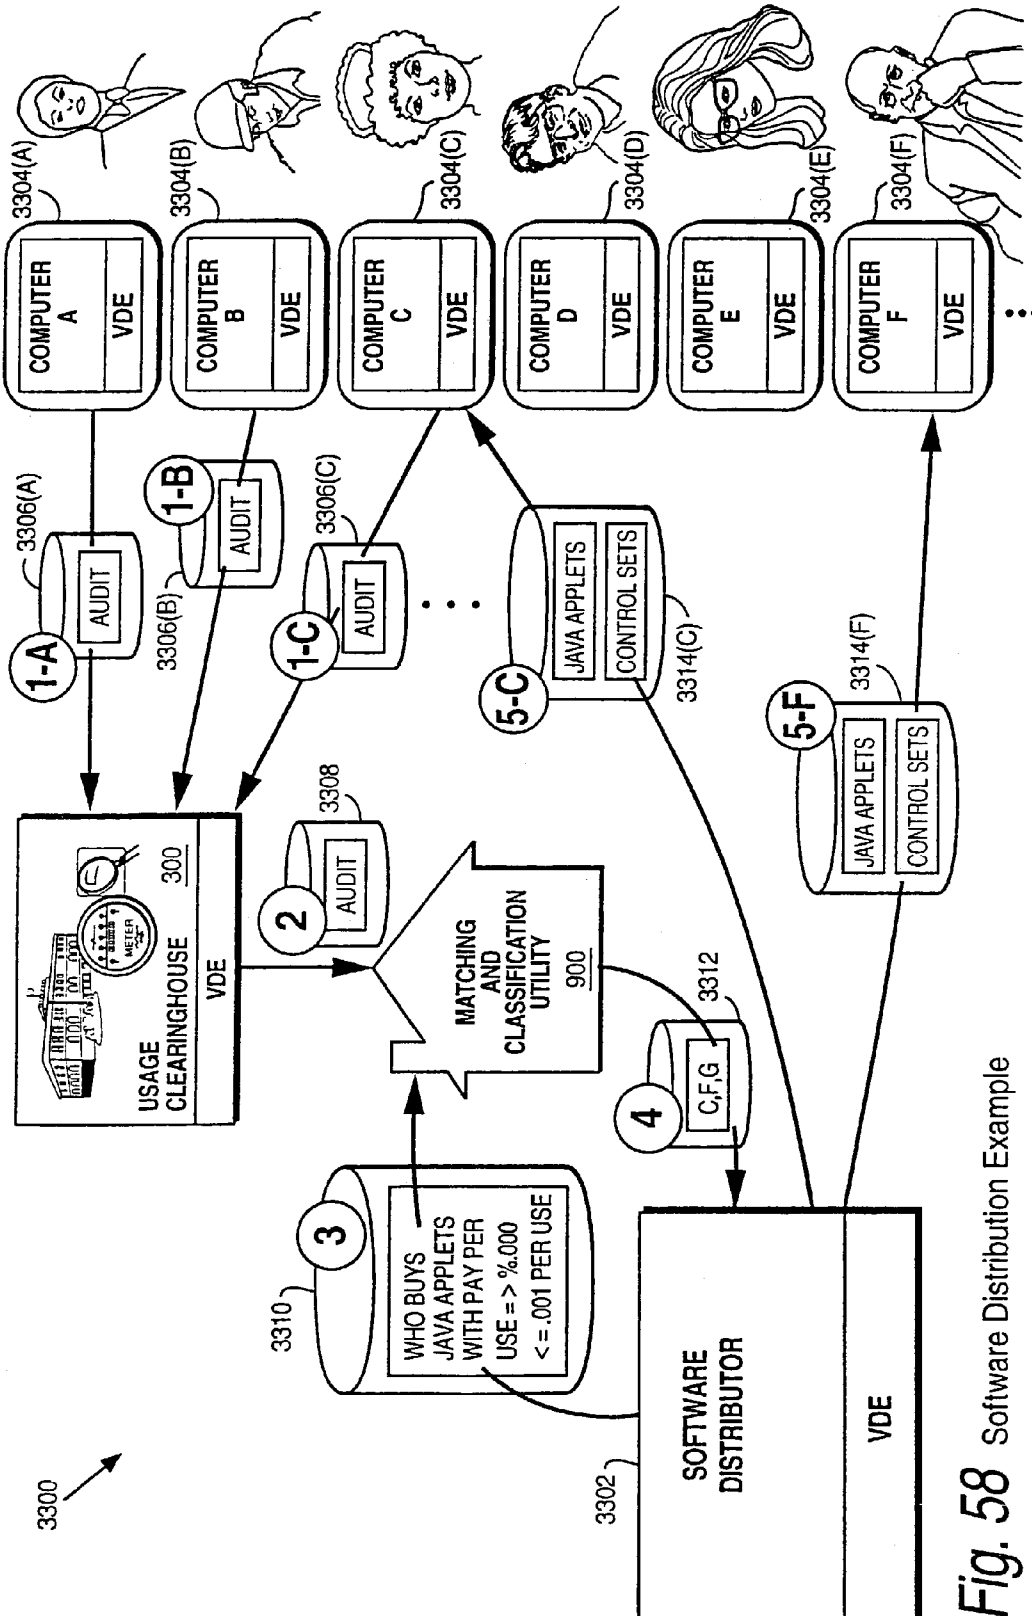 3300
3302
SOFTWARE
DISTRIBUTOR
VDE
3310
3
WHO BUYS
JAVA APPLETS
WITH PAY PER
USE = > %.000
< = .001 PER USE
USAGE
CLEARINGHOUSE
METER
300
VDE
2
3308
AUDIT
MATCHING
AND
CLASSIFICATION
UTILITY
900
4
3312
C,F,G
1-A
3306(A)
AUDIT
1-B
3306(B)
AUDIT
1-C
3306(C)
AUDIT
5-C
JAVA APPLETS
CONTROL SETS
3314(C)
5-F
3314(F)
JAVA APPLETS
CONTROL SETS
COMPUTER
A
VDE
3304(A)
COMPUTER
B
VDE
3304(B)
COMPUTER
C
VDE
3304(C)
COMPUTER
D
VDE
3304(D)
COMPUTER
E
VDE
3304(E)
COMPUTER
F
VDE
3304(F)
Fig. 58 Software Distribution Example